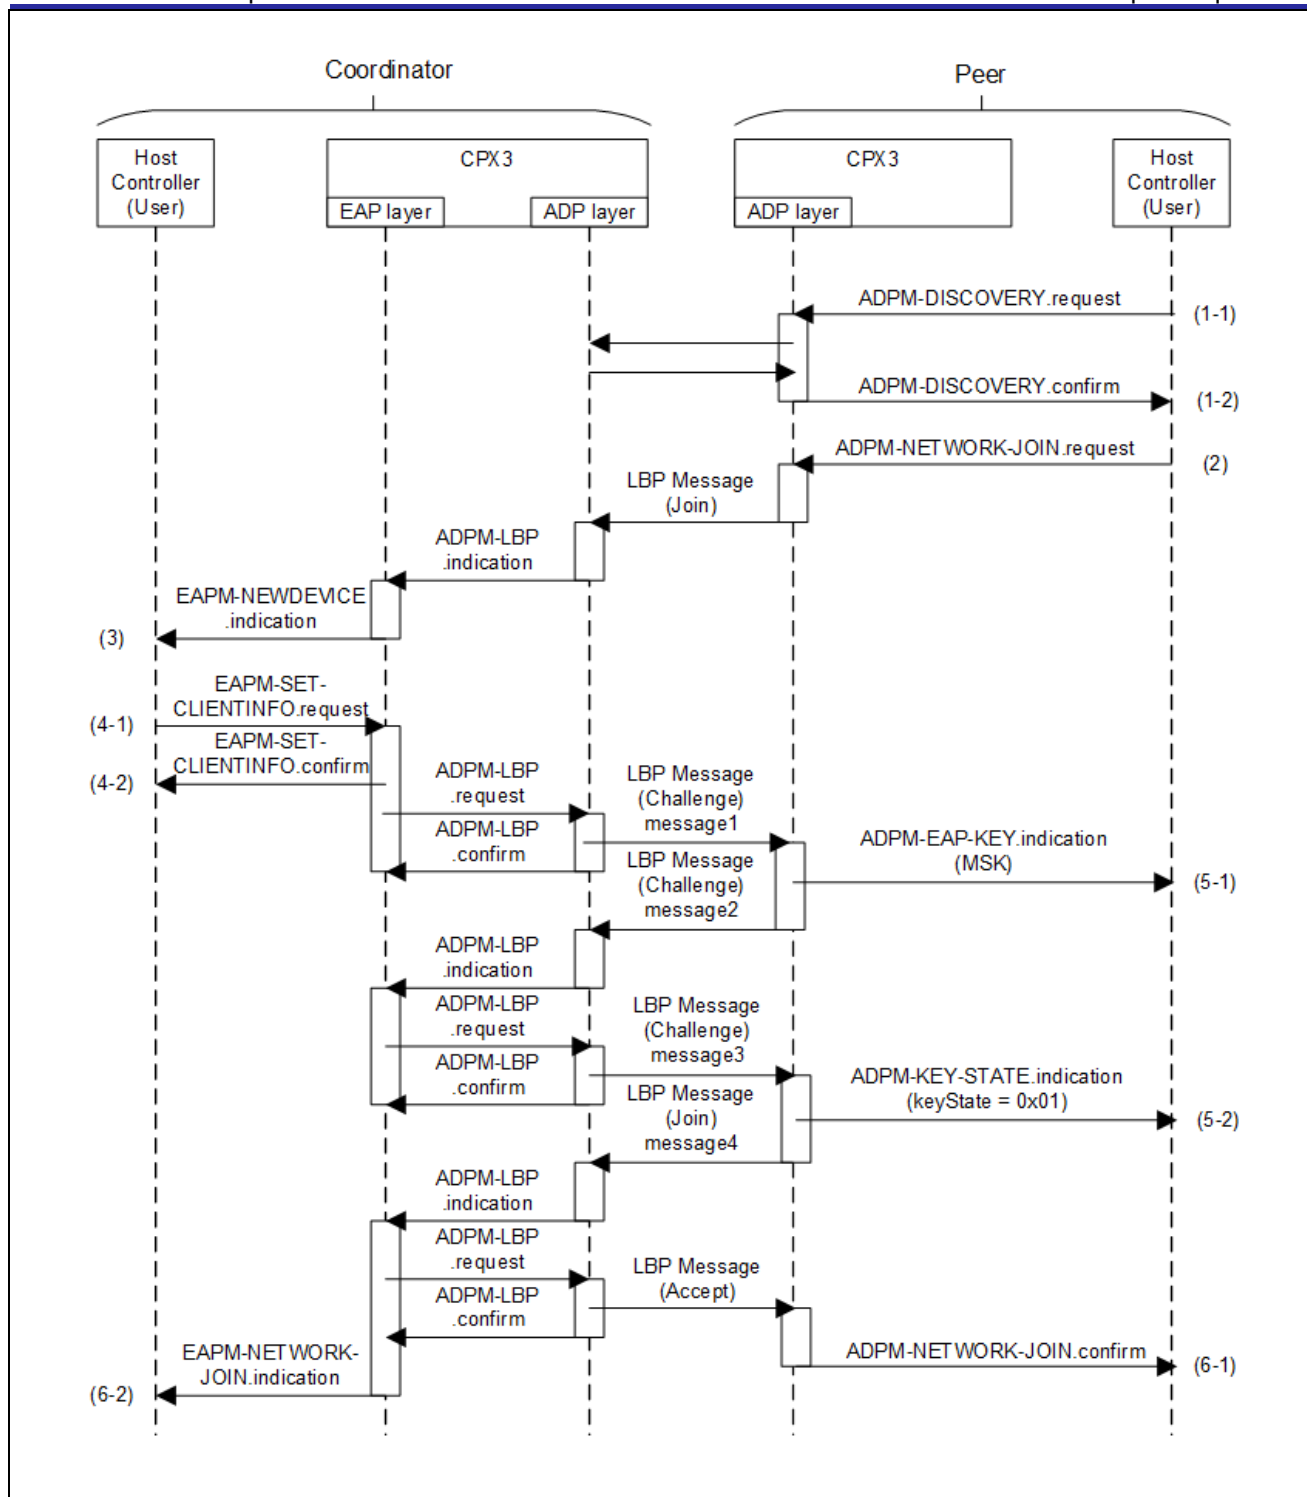 Coordinator
Peer
Host
Controller
(User)
CPX3
EAP layer
ADP layer
CPX3
ADP layer
Host
Controller
(User)
ADPM-DISCOVERY.request
(1-1)
ADPM-DISCOVERY.confirm
(1-2)
ADPM-NETWORK-JOIN.request
(2)
LBP Message
(Join)
ADPM-LBP
.indication
EAPM-NEWDEVICE
.indication
(3)
EAPM-SET-
CLIENTINFO.request
(4-1)
EAPM-SET-
CLIENTINFO.confirm
(4-2)
ADPM-LBP
.request
LBP Message
(Challenge)
message1
ADPM-LBP
.confirm
ADPM-EAP-KEY.indication
(MSK)
(5-1)
LBP Message
(Challenge)
message2
ADPM-LBP
.indication
ADPM-LBP
.request
LBP Message
(Challenge)
message3
ADPM-LBP
.confirm
ADPM-KEY-STATE.indication
(keyState = 0x01)
(5-2)
LBP Message
(Join)
message4
ADPM-LBP
.indication
ADPM-LBP
.request
LBP Message
(Accept)
ADPM-LBP
.confirm
ADPM-NETWORK-JOIN.confirm
(6-1)
EAPM-NETWORK-
JOIN.indication
(6-2)